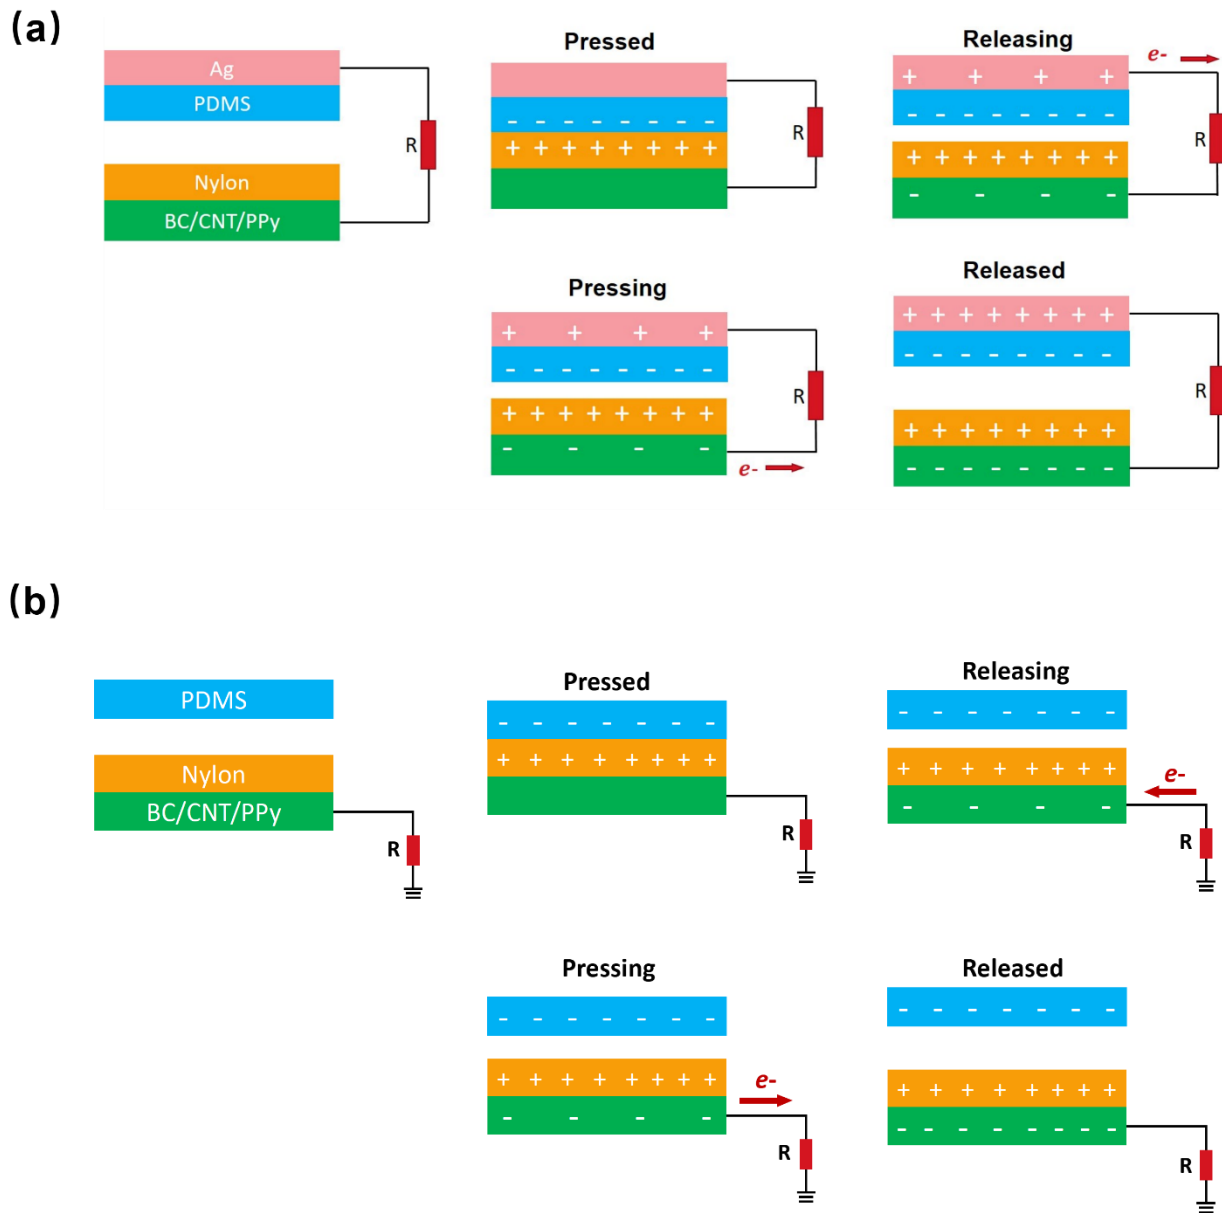 (a)
Ag
PDMS
R
Nylon
BC/CNT/PPy
Pressed
- - - - - - - -
+ + + + + + + +
R
Releasing
e-
+ + + +
- - - - - - - -
+ + + + + + + +
- - - -
R
Pressing
+ + + +
- - - - - - - -
+ + + + + + + +
- - - -
R
e-
Released
+ + + + + + + +
- - - - - - - -
+ + + + + + + +
- - - - - - - -
R
(b)
PDMS
Nylon
BC/CNT/PPy
R
Pressed
- - - - - - -
+ + + + + + + +
R
Releasing
- - - - - - -
+ + + + + + + +
e-
- - - -
R
Pressing
- - - - - - -
+ + + + + + + +
e-
- - - -
R
Released
- - - - - - -
+ + + + + + + +
- - - - - - - -
R